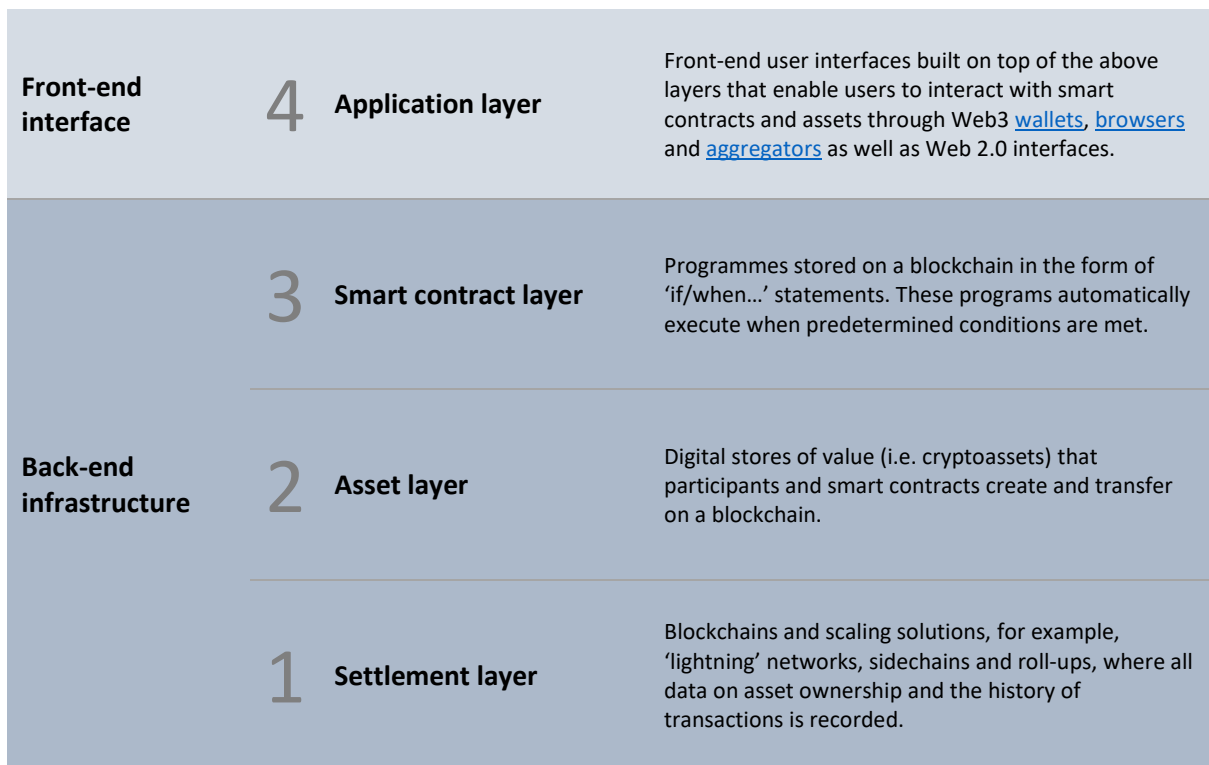 Front-end
interface
4
Application layer
Front-end user interfaces built on top of the above
layers that enable users to interact with smart
contracts and assets through Web3 wallets, browsers
and aggregators as well as Web 2.0 interfaces.
3
Smart contract layer
Programmes stored on a blockchain in the form of
‘if/when…’ statements. These programs automatically
execute when predetermined conditions are met.
Back-end
infrastructure
2
Asset layer
Digital stores of value (i.e. cryptoassets) that
participants and smart contracts create and transfer
on a blockchain.
1
Settlement layer
Blockchains and scaling solutions, for example,
‘lightning’ networks, sidechains and roll-ups, where all
data on asset ownership and the history of
transactions is recorded.